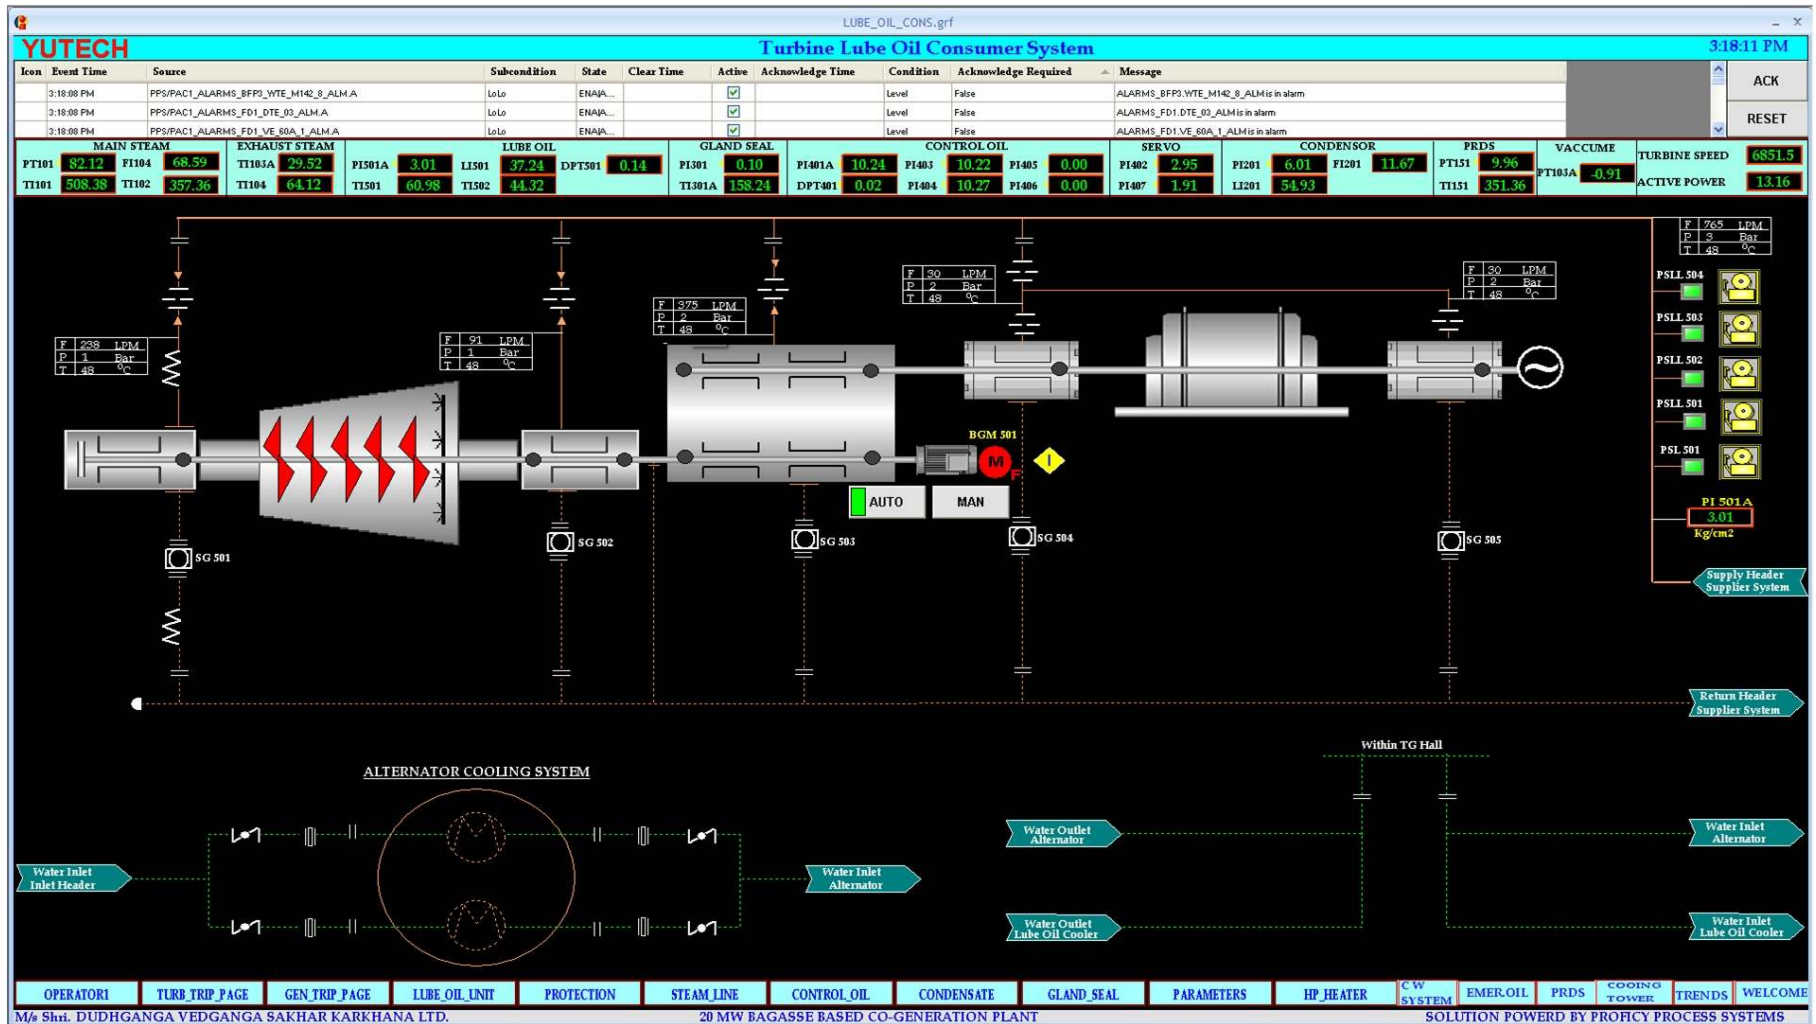 LUBE_OIL_CONS.grf
YUTECH Turbine Lube Oil Consumer System 3:18:11 PM
Icon Event Time Source Subcondition State Clear Time Active Acknowledge Time Condition Acknowledge Required Message
3:18:08 PM PPS/PAC1_ALARMS_BFP3_WTE_M142_8_ALM.A LoLo ENA|A... Level False ALARMS_BFP3.WTE_M142_8_ALM is in alarm
3:18:08 PM PPS/PAC1_ALARMS_FD1_DTE_03_ALM.A LoLo ENA|A... Level False ALARMS_FD1.DTE_03_ALM is in alarm
3:18:08 PM PPS/PAC1_ALARMS_FD1_VE_60A_1_ALM.A LoLo ENA|A... Level False ALARMS_FD1.VE_60A_1_ALM is in alarm
ACK
RESET
MAIN STEAM EXHAUST STEAM LUBE OIL GLAND SEAL CONTROL OIL SERVO CONDENSOR PRDS VACCUME
PT101 82.12 FI104 68.59 TI103A 29.52 PI501A 3.01 LI501 37.24 DPT501 0.14 PI301 0.10 PI401A 10.24 PI403 10.22 PI405 0.00 PI402 2.95 PI201 6.01 FI201 11.67 PT151 9.96 PT103A -0.91 TURBINE SPEED 6851.5
TI101 508.38 TI102 357.36 TI104 64.12 TI501 60.98 TI502 44.32 TI301A 158.24 DPT401 0.02 PI404 10.27 PI406 0.00 PI407 1.91 LI201 54.93 TI151 351.36 ACTIVE POWER 13.16
F 765 LPM
P 3 Bar
T 48 °C
F 30 LPM
P 2 Bar
T 48 °C
F 30 LPM
P 2 Bar
T 48 °C
F 375 LPM
P 2 Bar
T 48 °C
F 91 LPM
P 1 Bar
T 48 °C
F 238 LPM
P 1 Bar
T 48 °C
PSLL 504
PSLL 503
PSLL 502
PSLL 501
PSL 501
PI 501A
3.01
Kg/cm2
BGM 501
M
F
I
AUTO MAN
SG 501
SG 502
SG 503
SG 504
SG 505
Supply Header
Supplier System
Return Header
Supplier System
Within TG Hall
ALTERNATOR COOLING SYSTEM
Water Outlet
Alternator
Water Inlet
Alternator
Water Inlet
Inlet Header
Water Inlet
Alternator
Water Outlet
Lube Oil Cooler
Water Inlet
Lube Oil Cooler
OPERATOR1 TURB_TRIP_PAGE GEN_TRIP_PAGE LUBE_OIL_UNIT PROTECTION STEAM_LINE CONTROL_OIL CONDENSATE GLAND_SEAL PARAMETERS HP_HEATER C W SYSTEM EMER.OIL PRDS COOING TOWER TRENDS WELCOME
M/s Shri. DUDHGANGA VEDGANGA SAKHAR KARKHANA LTD. 20 MW BAGASSE BASED CO-GENERATION PLANT SOLUTION POWERD BY PROFICY PROCESS SYSTEMS